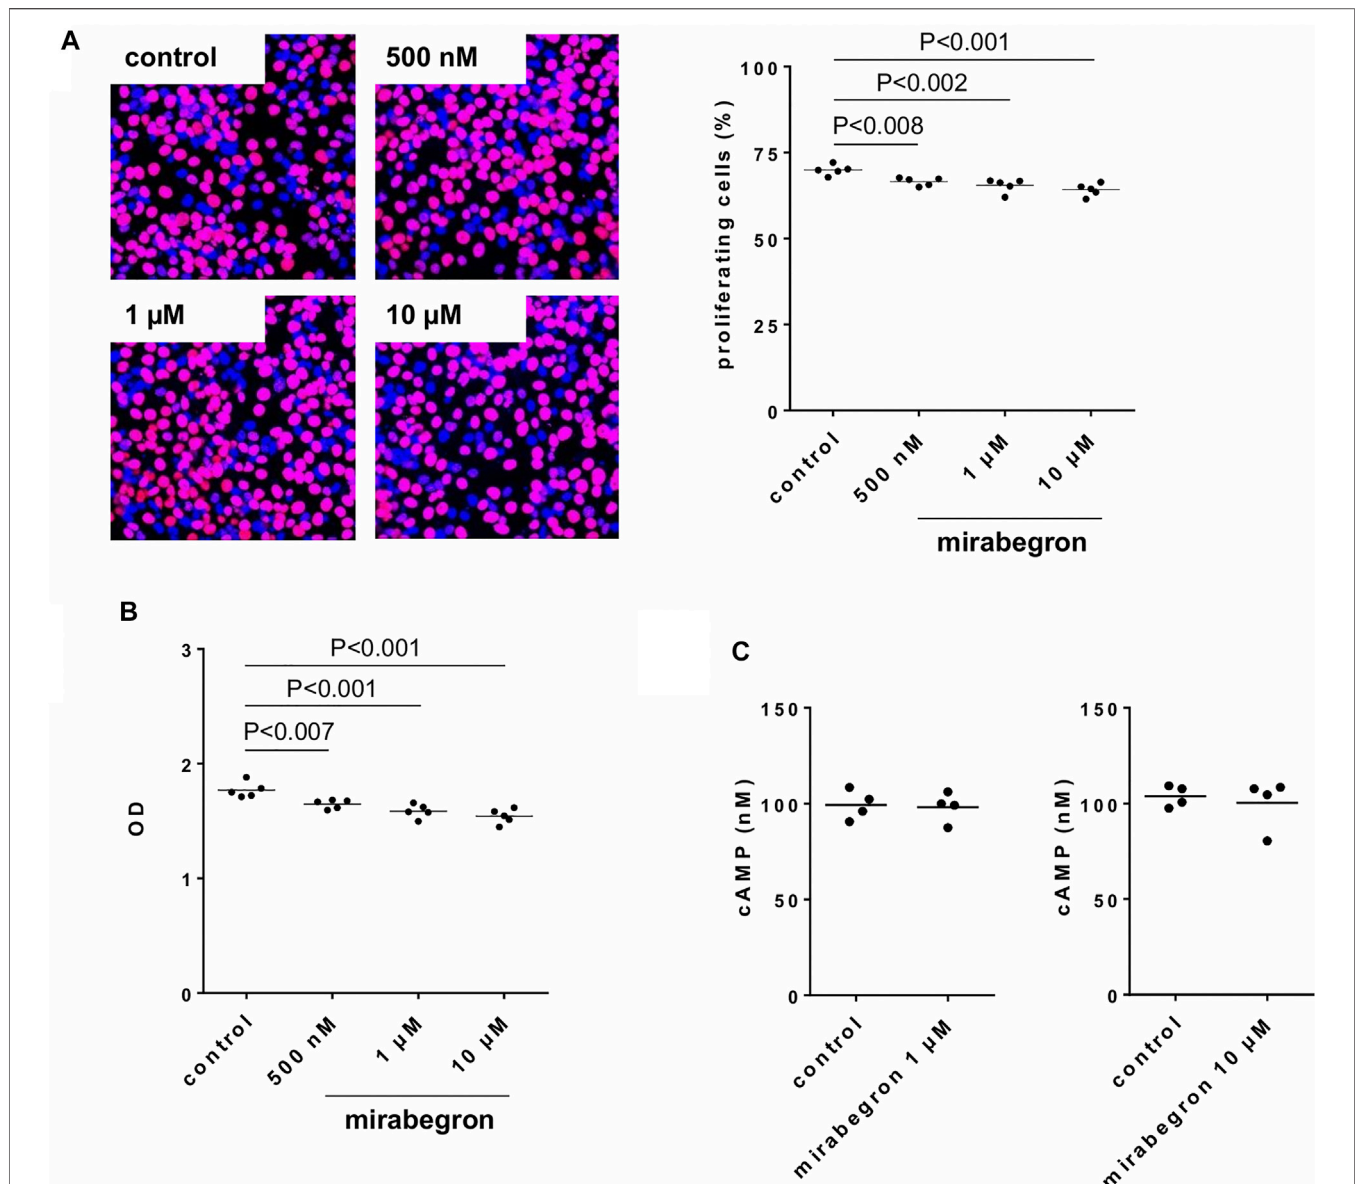 A
control
500 nM
1 µM
10 µM
P<0.001
P<0.002
P<0.008
proliferating cells (%)
100
75
50
25
0
control
500 nM
1 µM
10 µM
mirabegron
B
P<0.001
P<0.001
P<0.007
OD
3
2
1
0
control
500 nM
1 µM
10 µM
mirabegron
C
cAMP (nM)
150
100
50
0
control
mirabegron 1 µM
cAMP (nM)
150
100
50
0
control
mirabegron 10 µM